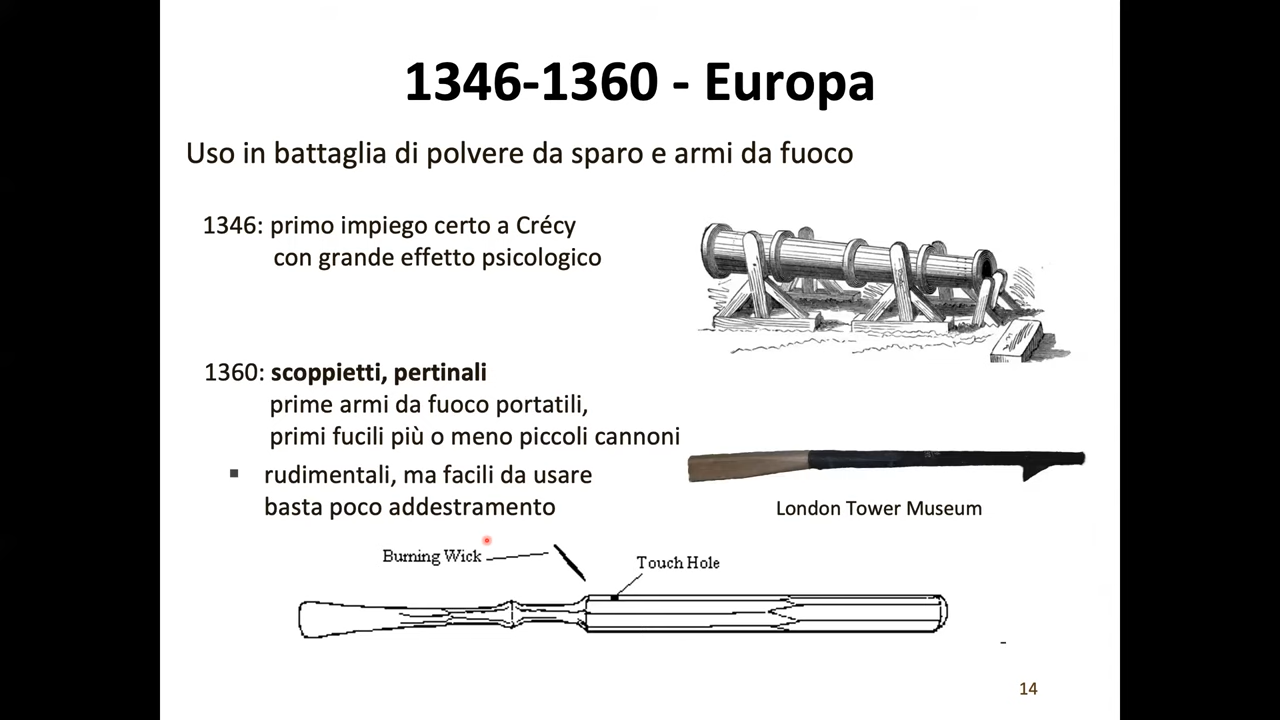 1346-1360 - Europa
Uso in battaglia di polvere da sparo e armi da fuoco
1346: primo impiego certo a Crécy
con grande effetto psicologico
1360: scoppietti, pertinali
prime armi da fuoco portatili,
primi fucili più o meno piccoli cannoni
▪ rudimentali, ma facili da usare
basta poco addestramento
London Tower Museum
Burning Wick
Touch Hole
-
14